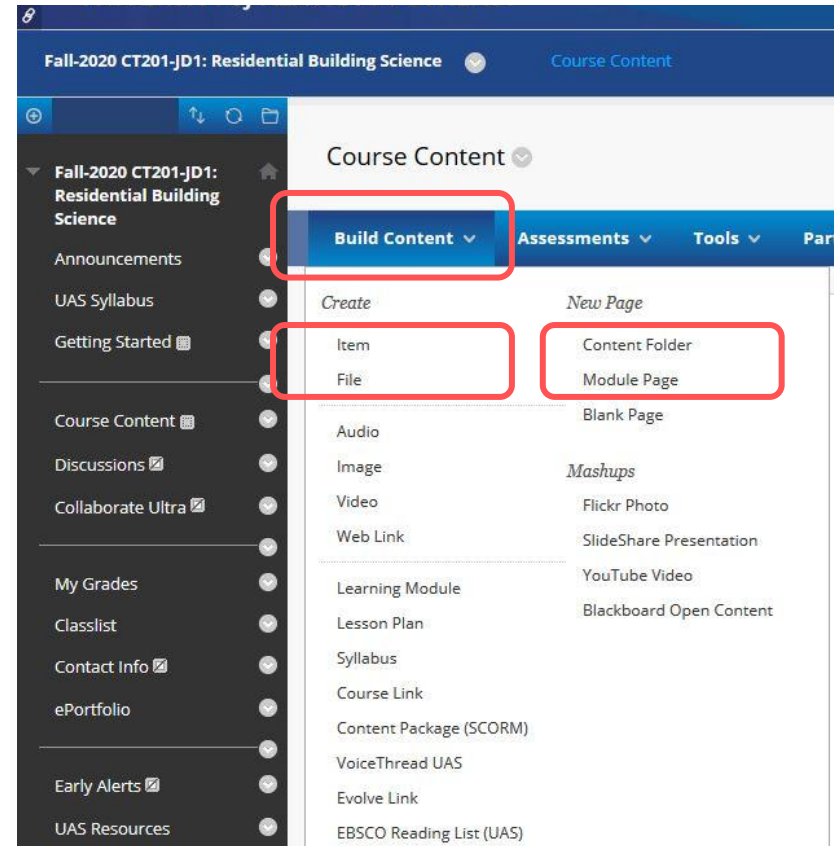 Fall-2020 CT201-JD1: Residential Building Science
Course Content
Fall-2020 CT201-JD1:
Residential Building
Science
Announcements
UAS Syllabus
Getting Started
Course Content
Discussions
Collaborate Ultra
My Grades
Classlist
Contact Info
ePortfolio
Early Alerts
UAS Resources
Course Content
Build Content
Assessments
Tools
Create
Item
File
Audio
Image
Video
Web Link
Learning Module
Lesson Plan
Syllabus
Course Link
Content Package (SCORM)
VoiceThread UAS
Evolve Link
EBSCO Reading List (UAS)
New Page
Content Folder
Module Page
Blank Page
Mashups
Flickr Photo
SlideShare Presentation
YouTube Video
Blackboard Open Content